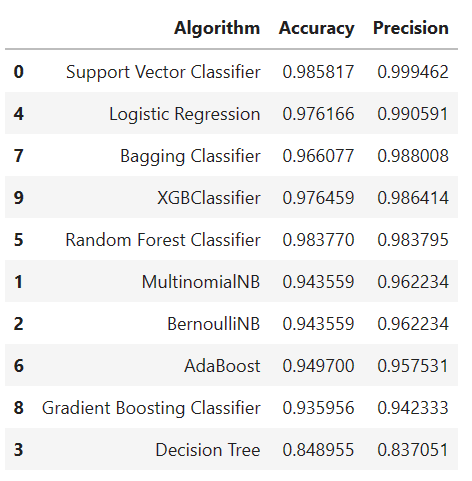 Algorithm Accuracy Precision
0 Support Vector Classifier 0.985817 0.999462
4 Logistic Regression 0.976166 0.990591
7 Bagging Classifier 0.966077 0.988008
9 XGBClassifier 0.976459 0.986414
5 Random Forest Classifier 0.983770 0.983795
1 MultinomialNB 0.943559 0.962234
2 BernoulliNB 0.943559 0.962234
6 AdaBoost 0.949700 0.957531
8 Gradient Boosting Classifier 0.935956 0.942333
3 Decision Tree 0.848955 0.837051